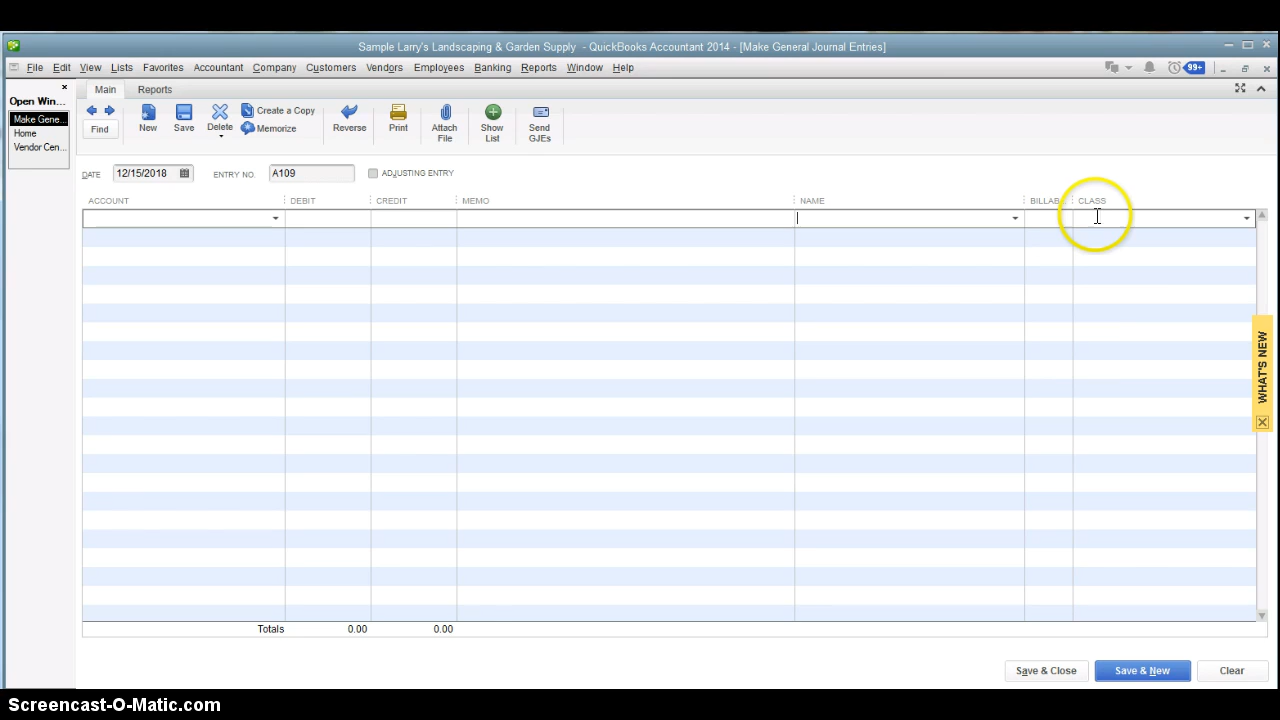 Sample Larry's Landscaping & Garden Supply - QuickBooks Accountant 2014 - [Make General Journal Entries]
File Edit View Lists Favorites Accountant Company Customers Vendors Employees Banking Reports Window Help 99+
Open Win...
Make Gene...
Home
Vendor Cen...
Main Reports
Find
New
Save
Delete
Create a Copy
Memorize
Reverse
Print
Attach File
Show List
Send GJEs
DATE 12/15/2018 ENTRY NO. A109 ADJUSTING ENTRY
ACCOUNT DEBIT CREDIT MEMO NAME BILLAB... CLASS
WHAT'S NEW
Totals 0.00 0.00
Save & Close Save & New Clear
Screencast-O-Matic.com